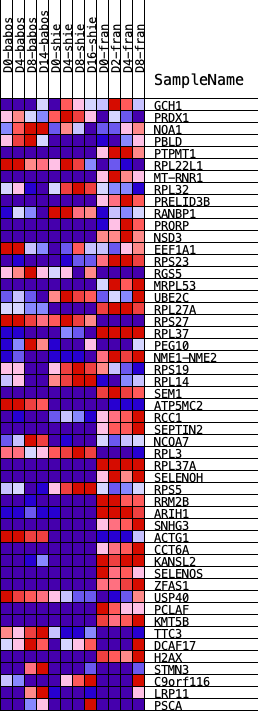 D0-babos
D4-babos
D8-babos
D14-babos
D0-shie
D4-shie
D8-shie
D16-shie
D0-fran
D2-fran
D4-fran
D8-fran
SampleName
GCH1
PRDX1
NOA1
PBLD
PTPMT1
RPL22L1
MT-RNR1
RPL32
PRELID3B
RANBP1
PRORP
NSD3
EEF1A1
RPS23
RGS5
MRPL53
UBE2C
RPL27A
RPS27
RPL37
PEG10
NME1-NME2
RPS19
RPL14
SEM1
ATP5MC2
RCC1
SEPTIN2
NCOA7
RPL3
RPL37A
SELENOH
RPS5
RRM2B
ARIH1
SNHG3
ACTG1
CCT6A
KANSL2
SELENOS
ZFAS1
USP40
PCLAF
KMT5B
TTC3
DCAF17
H2AX
STMN3
C9orf116
LRP11
PSCA